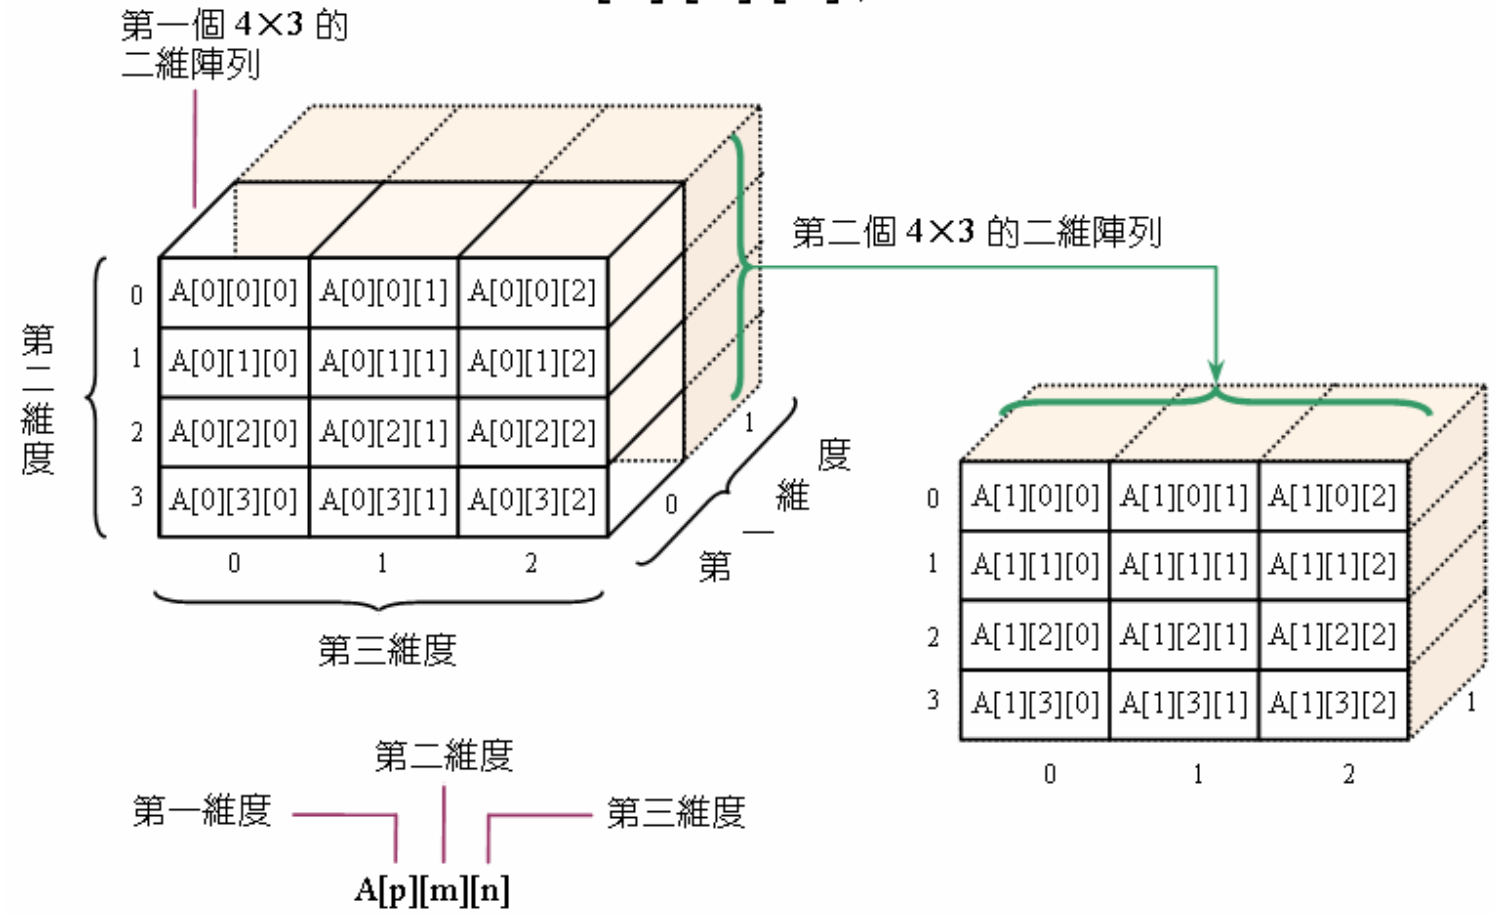 第一個 4×3 的
二維陣列
第二個 4×3 的二維陣列
0 A[0][0][0] A[0][0][1] A[0][0][2]
1 A[0][1][0] A[0][1][1] A[0][1][2]
2 A[0][2][0] A[0][2][1] A[0][2][2]
3 A[0][3][0] A[0][3][1] A[0][3][2]
0 1 2
第二維度
第三維度
0 1
第一維度
0 A[1][0][0] A[1][0][1] A[1][0][2]
1 A[1][1][0] A[1][1][1] A[1][1][2]
2 A[1][2][0] A[1][2][1] A[1][2][2]
3 A[1][3][0] A[1][3][1] A[1][3][2]
1
0 1 2
第二維度
第一維度
第三維度
A[p][m][n]